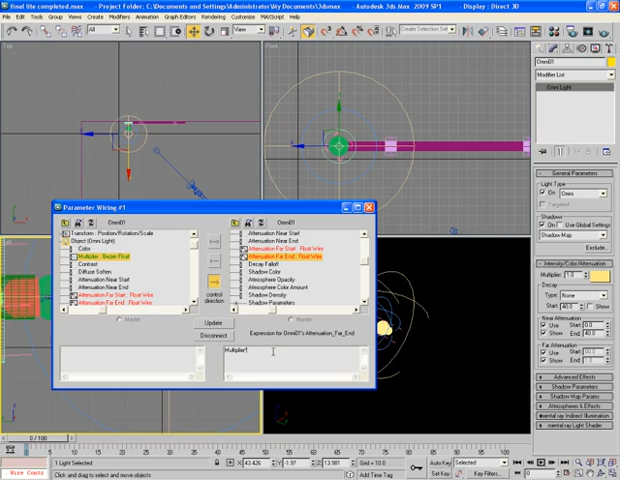 final lite completed.max - Project Folder: C:\Documents and Settings\Administrator\My Documents\3dsmax - Autodesk 3ds Max 2009 SP1 - Display : Direct 3D
File Edit Tools Group Views Create Modifiers Animation Graph Editors Rendering Customize MAXScript Help
All
View
Create Selection Set
Top
Front
Omni01
Modifier List
Omni Light
General Parameters
Light Type
On Omni
Targeted
Shadows
On Use Global Settings
Shadow Map
Exclude...
Intensity/Color/Attenuation
Multiplier: 1.0
Decay
Type: None
Start: 40.0 Show
Near Attenuation
Use Start: 0.0
Show End: 40.0
Far Attenuation
Use Start: 80.0
Show End: 1.0
Advanced Effects
Shadow Parameters
Shadow Map Params
Atmospheres & Effects
mental ray Indirect Illumination
mental ray Light Shader
Parameter Wiring #1
Omni01
Transform : Position/Rotation/Scale
Object (Omni Light)
Color
Multiplier : Bezier Float
Contrast
Diffuse Soften
Attenuation Near Start
Attenuation Near End
Attenuation Far Start : Float Wire
Attenuation Far End : Float Wire
Master
control
direction
Update
Disconnect
Omni01
Attenuation Near Start
Attenuation Near End
Attenuation Far Start : Float Wire
Attenuation Far End : Float Wire
Decay Falloff
Shadow Color
Atmosphere Opacity
Atmosphere Color Amount
Shadow Density
Shadow Parameters
Master
Expression for Omni01's Attenuation_Far_End
Multiplier*
0 / 100
Wire Conts
1 Light Selected
X: 43.426 Y: -1.97 Z: 13.981 Grid = 10.0
Click and drag to select and move objects
Add Time Tag
Auto Key Selected
Set Key Key Filters...
0